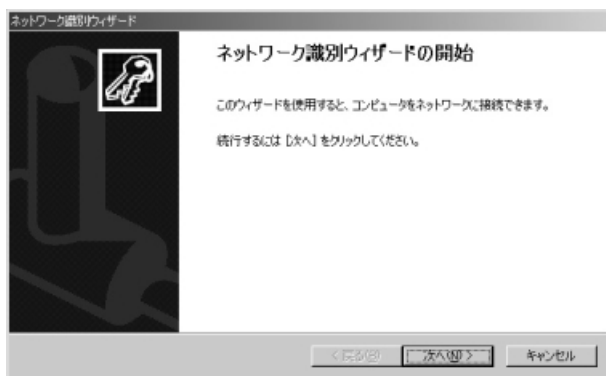 ネットワーク識別ウィザード
ネットワーク識別ウィザードの開始
このウィザードを使用すると、コンピュータをネットワークに接続できます。
続行するには [次へ] をクリックしてください。
< 戻る(B)
次へ(N) >
キャンセル